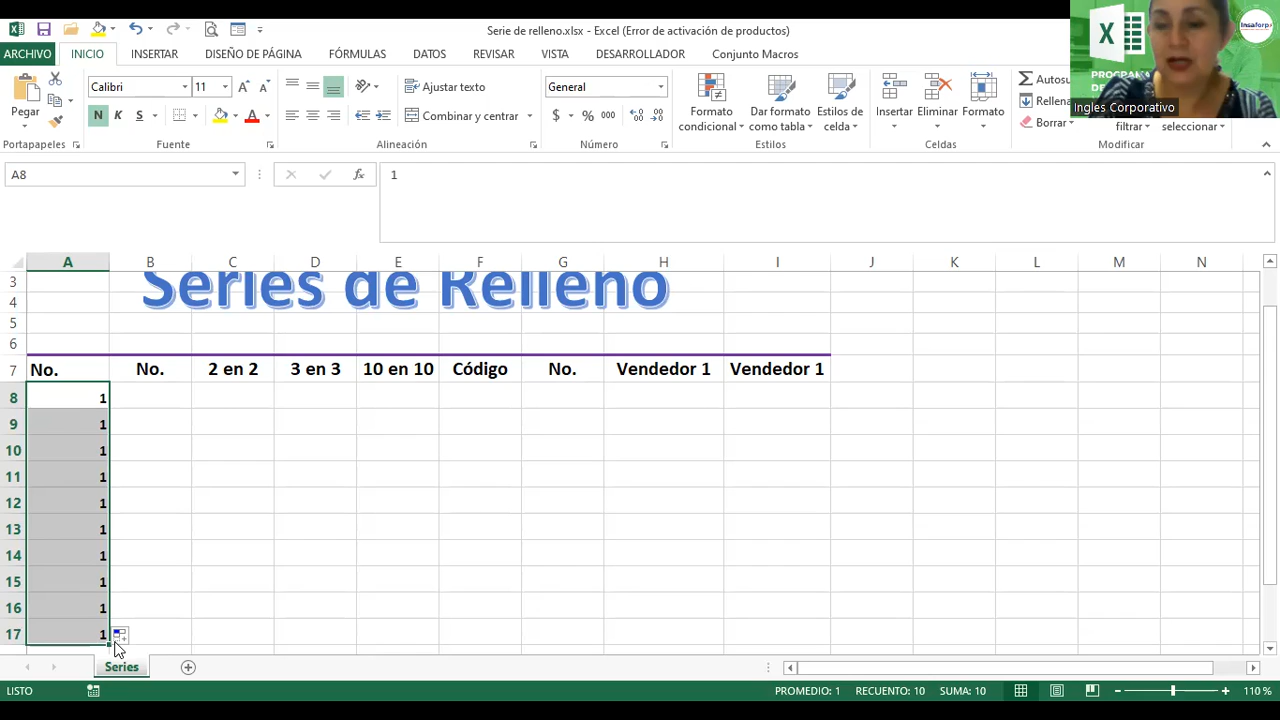 Serie de relleno.xlsx - Excel (Error de activación de productos)
ARCHIVO INICIO INSERTAR DISEÑO DE PÁGINA FÓRMULAS DATOS REVISAR VISTA DESARROLLADOR Conjunto Macros
Pegar
Calibri 11
N K S
Ajustar texto
Combinar y centrar
General
$ % 000
Formato condicional
Dar formato como tabla
Estilos de celda
Insertar
Eliminar
Formato
Autosu
Rellena
Borrar
filtrar
seleccionar
Portapapeles Fuente Alineación Número Estilos Celdas Modificar
PROGRA
DE
Insaforp
Ingles Corporativo
A8 fx 1
A B C D E F G H I J K L M N
3
Series de Relleno
4
5
6
7 No. No. 2 en 2 3 en 3 10 en 10 Código No. Vendedor 1 Vendedor 1
8 1
9 1
10 1
11 1
12 1
13 1
14 1
15 1
16 1
17 1
Series
LISTO PROMEDIO: 1 RECUENTO: 10 SUMA: 10 110 %